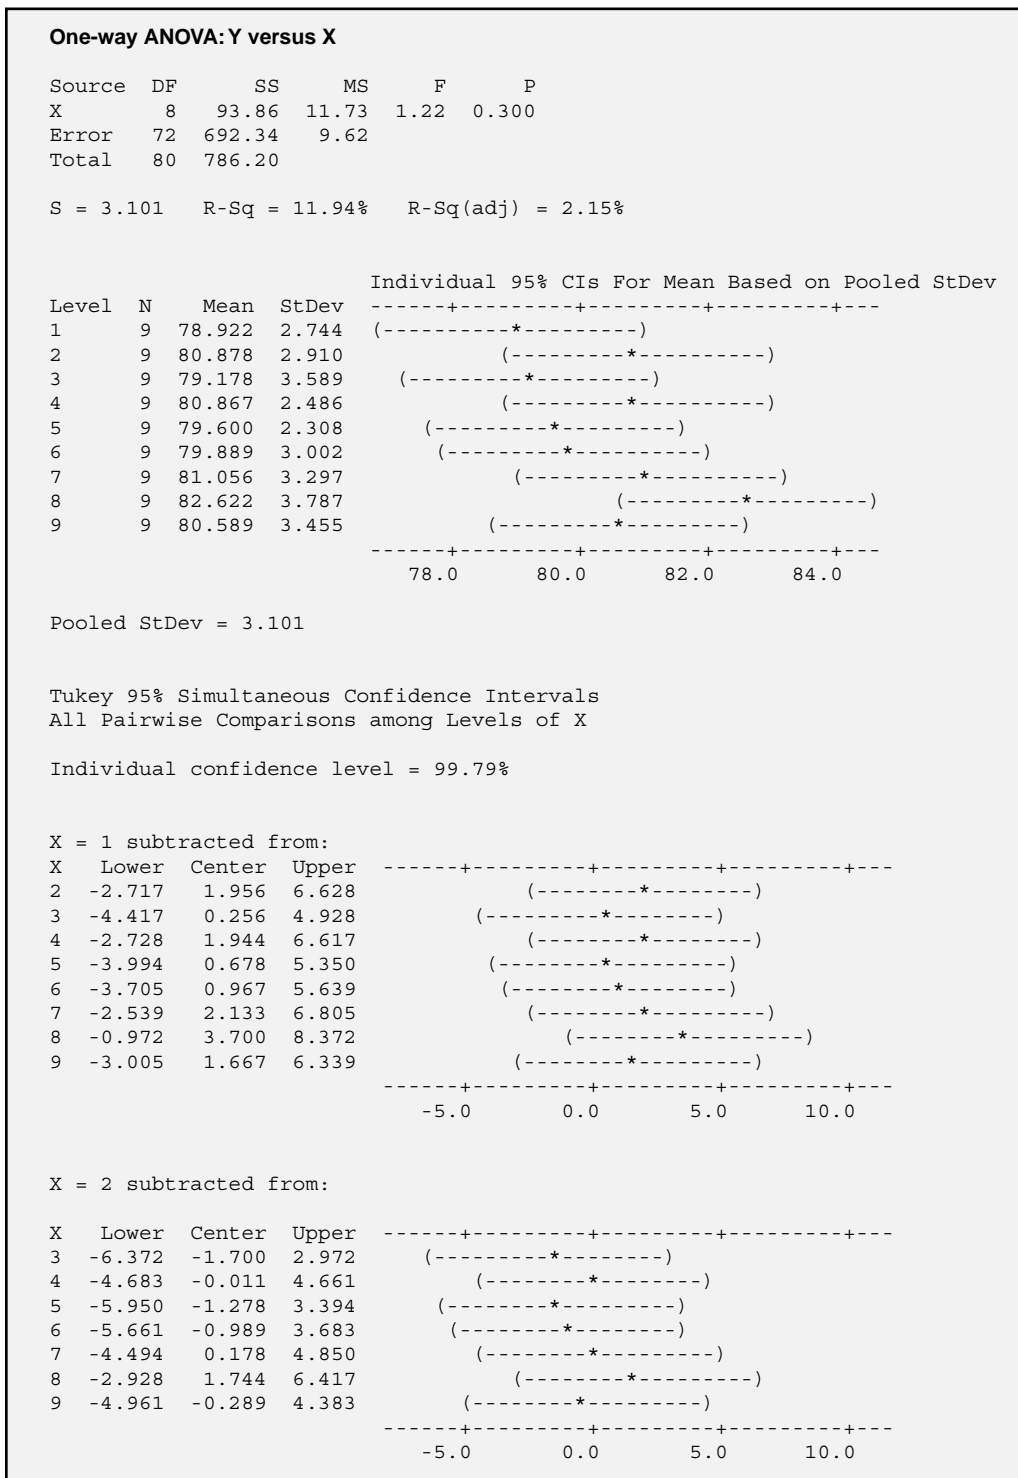 One-way ANOVA: Y versus X
Source  DF      SS     MS     F      P
X        8   93.86  11.73  1.22  0.300
Error   72  692.34   9.62
Total   80  786.20
S = 3.101   R-Sq = 11.94%   R-Sq(adj) = 2.15%
                          Individual 95% CIs For Mean Based on Pooled StDev
Level  N    Mean  StDev  ------+---------+---------+---------+---
1      9  78.922  2.744  (----------*---------)
2      9  80.878  2.910            (---------*----------)
3      9  79.178  3.589    (---------*---------)
4      9  80.867  2.486            (---------*----------)
5      9  79.600  2.308      (---------*---------)
6      9  79.889  3.002       (---------*----------)
7      9  81.056  3.297             (---------*----------)
8      9  82.622  3.787                     (---------*---------)
9      9  80.589  3.455           (---------*---------)
                         ------+---------+---------+---------+---
                            78.0      80.0      82.0      84.0
Pooled StDev = 3.101
Tukey 95% Simultaneous Confidence Intervals
All Pairwise Comparisons among Levels of X
Individual confidence level = 99.79%
X = 1 subtracted from:
X   Lower  Center  Upper  ------+---------+---------+---------+---
2  -2.717   1.956  6.628             (--------*--------)
3  -4.417   0.256  4.928         (---------*--------)
4  -2.728   1.944  6.617             (--------*--------)
5  -3.994   0.678  5.350          (--------*---------)
6  -3.705   0.967  5.639           (--------*--------)
7  -2.539   2.133  6.805             (--------*---------)
8  -0.972   3.700  8.372                (--------*---------)
9  -3.005   1.667  6.339            (--------*---------)
                          ------+---------+---------+---------+---
                             -5.0       0.0       5.0      10.0
X = 2 subtracted from:
X   Lower  Center  Upper  ------+---------+---------+---------+---
3  -6.372  -1.700  2.972     (---------*--------)
4  -4.683  -0.011  4.661         (--------*--------)
5  -5.950  -1.278  3.394      (--------*---------)
6  -5.661  -0.989  3.683       (--------*--------)
7  -4.494   0.178  4.850         (--------*---------)
8  -2.928   1.744  6.417            (--------*---------)
9  -4.961  -0.289  4.383        (--------*---------)
                          ------+---------+---------+---------+---
                             -5.0       0.0       5.0      10.0